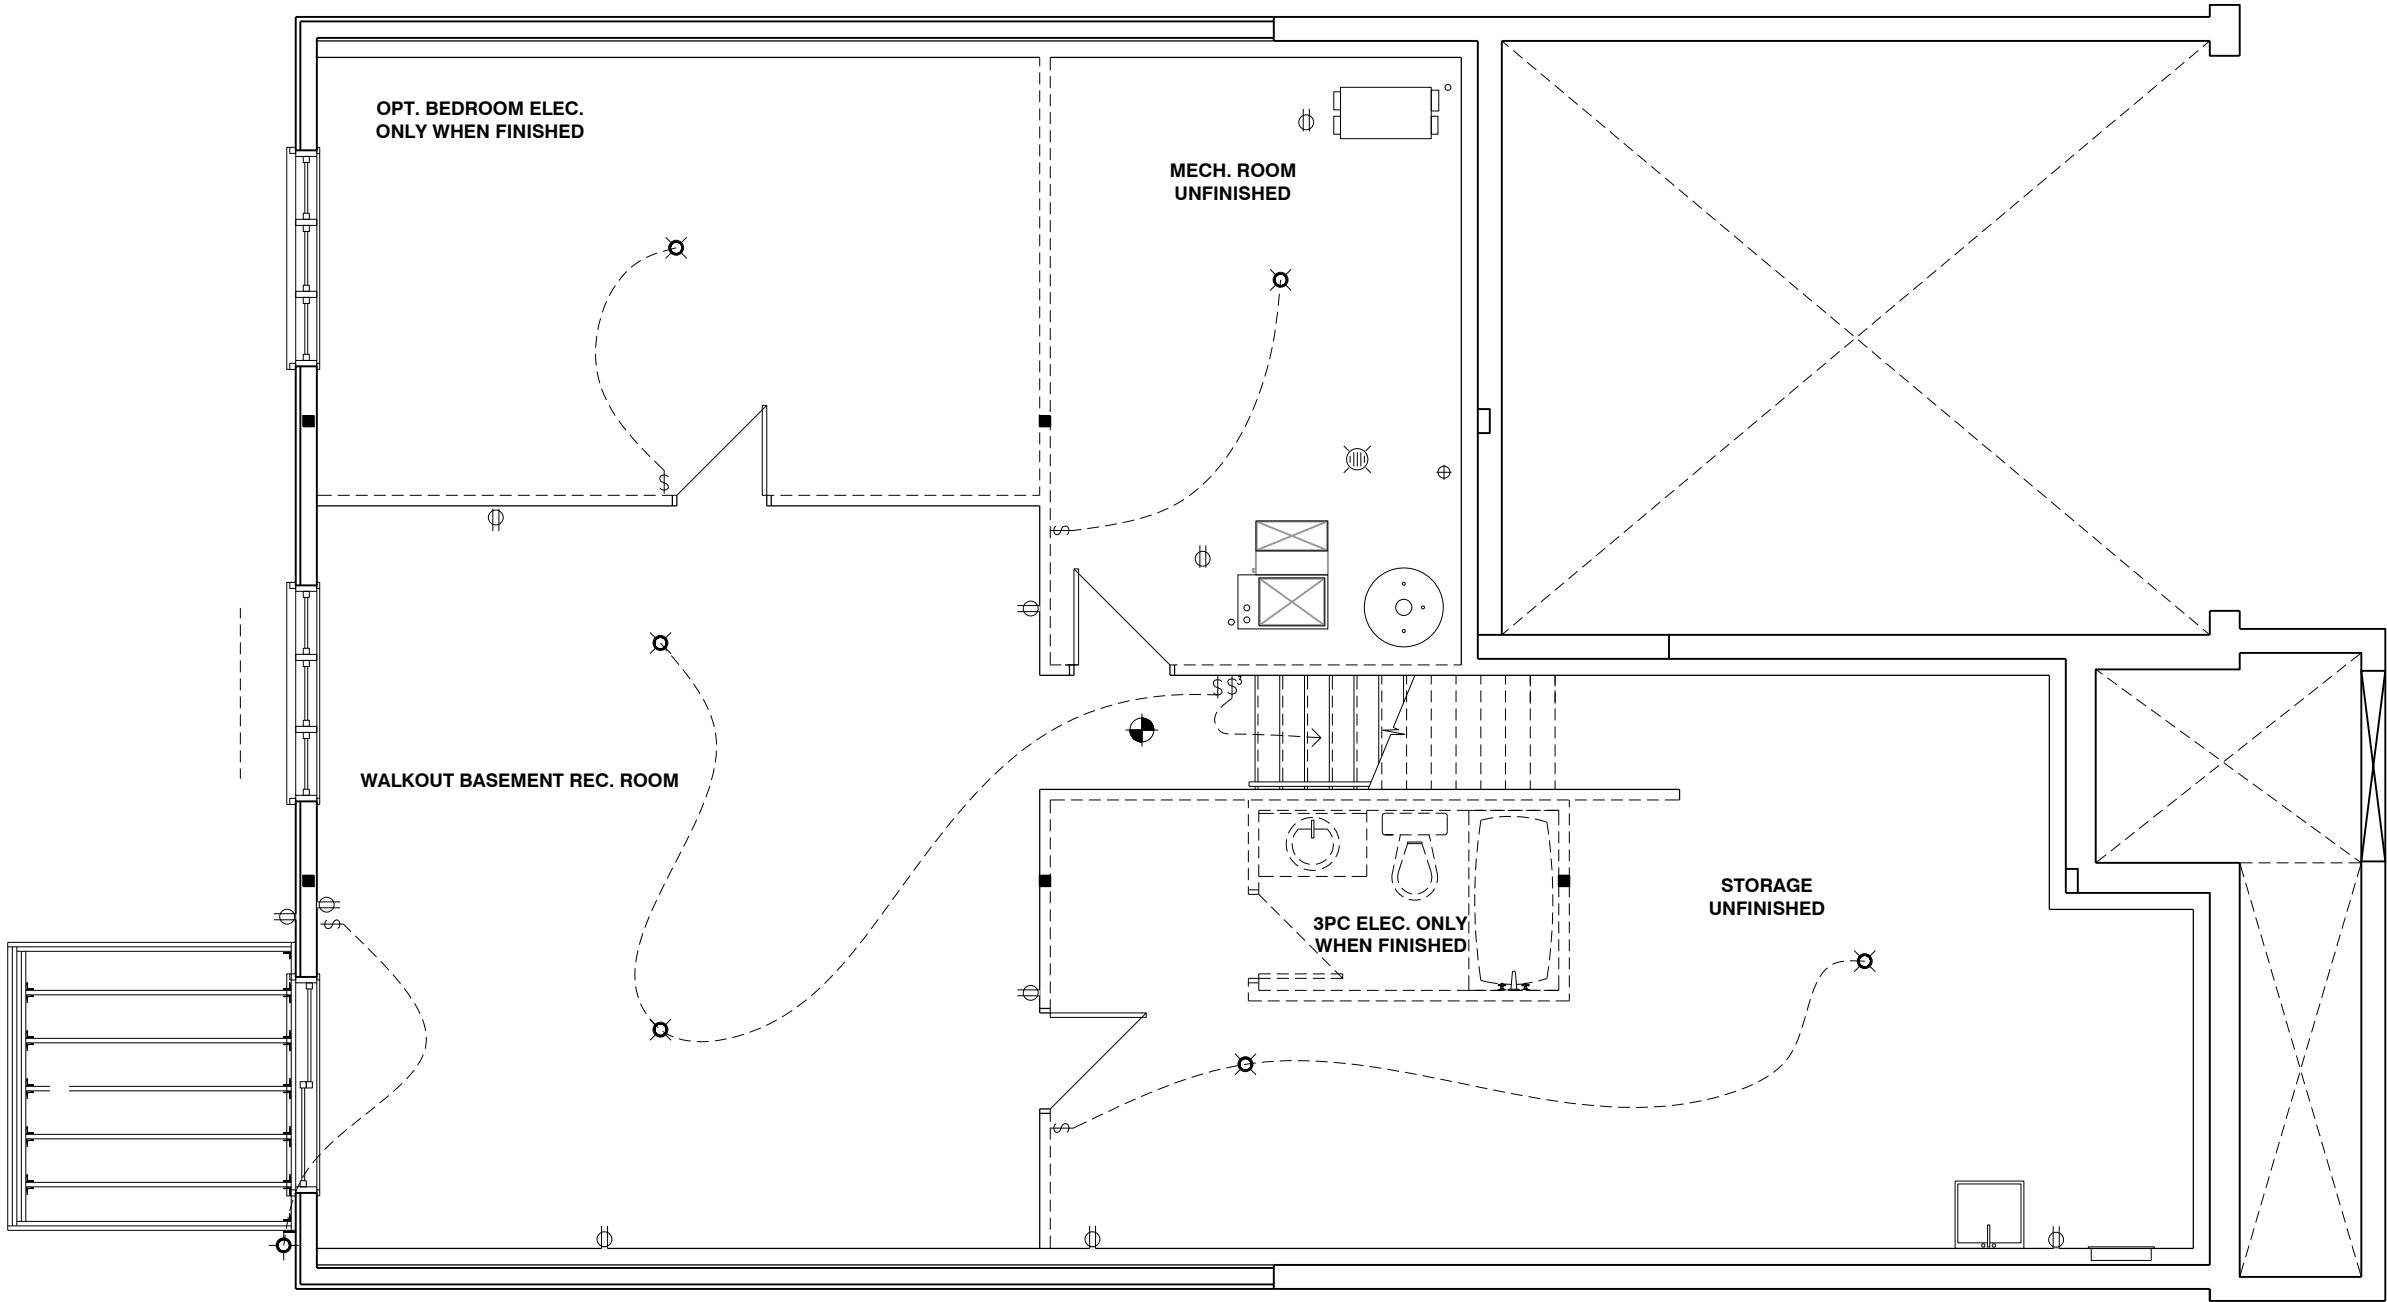 OPT. BEDROOM ELEC.
ONLY WHEN FINISHED
MECH. ROOM
UNFINISHED
$
$
$ $3
WALKOUT BASEMENT REC. ROOM
STORAGE
UNFINISHED
3PC ELEC. ONLY
WHEN FINISHED
$
$